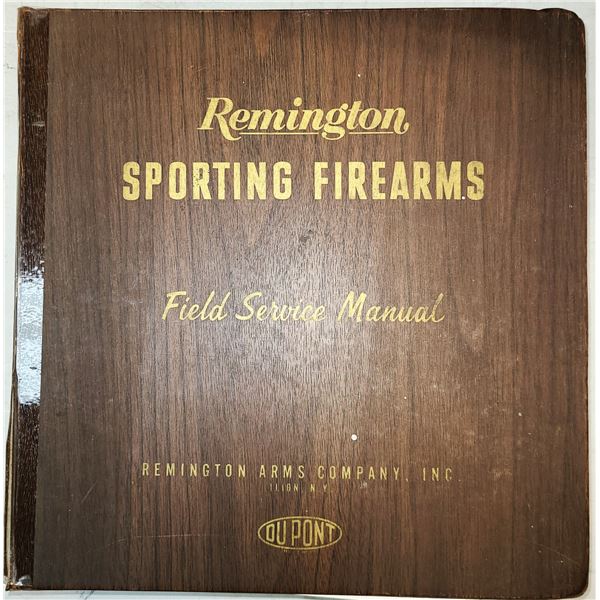 Remington
SPORTING FIREARMS
Field Service Manual
REMINGTON ARMS COMPANY, INC.
ILION, N.Y.
DU PONT